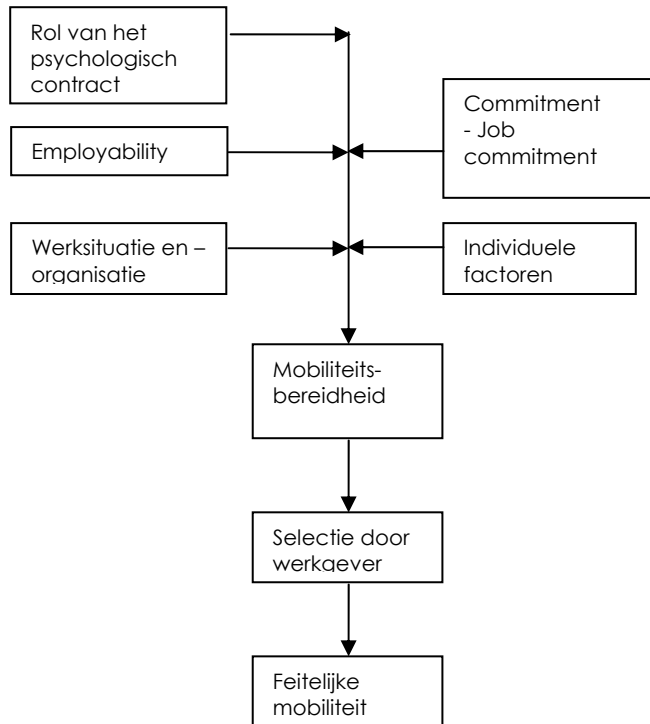 Rol van het
psychologisch
contract
Commitment
- Job
commitment
Employability
Werksituatie en –
organisatie
Individuele
factoren
Mobiliteits-
bereidheid
Selectie door
werkgever
Feitelijke
mobiliteit